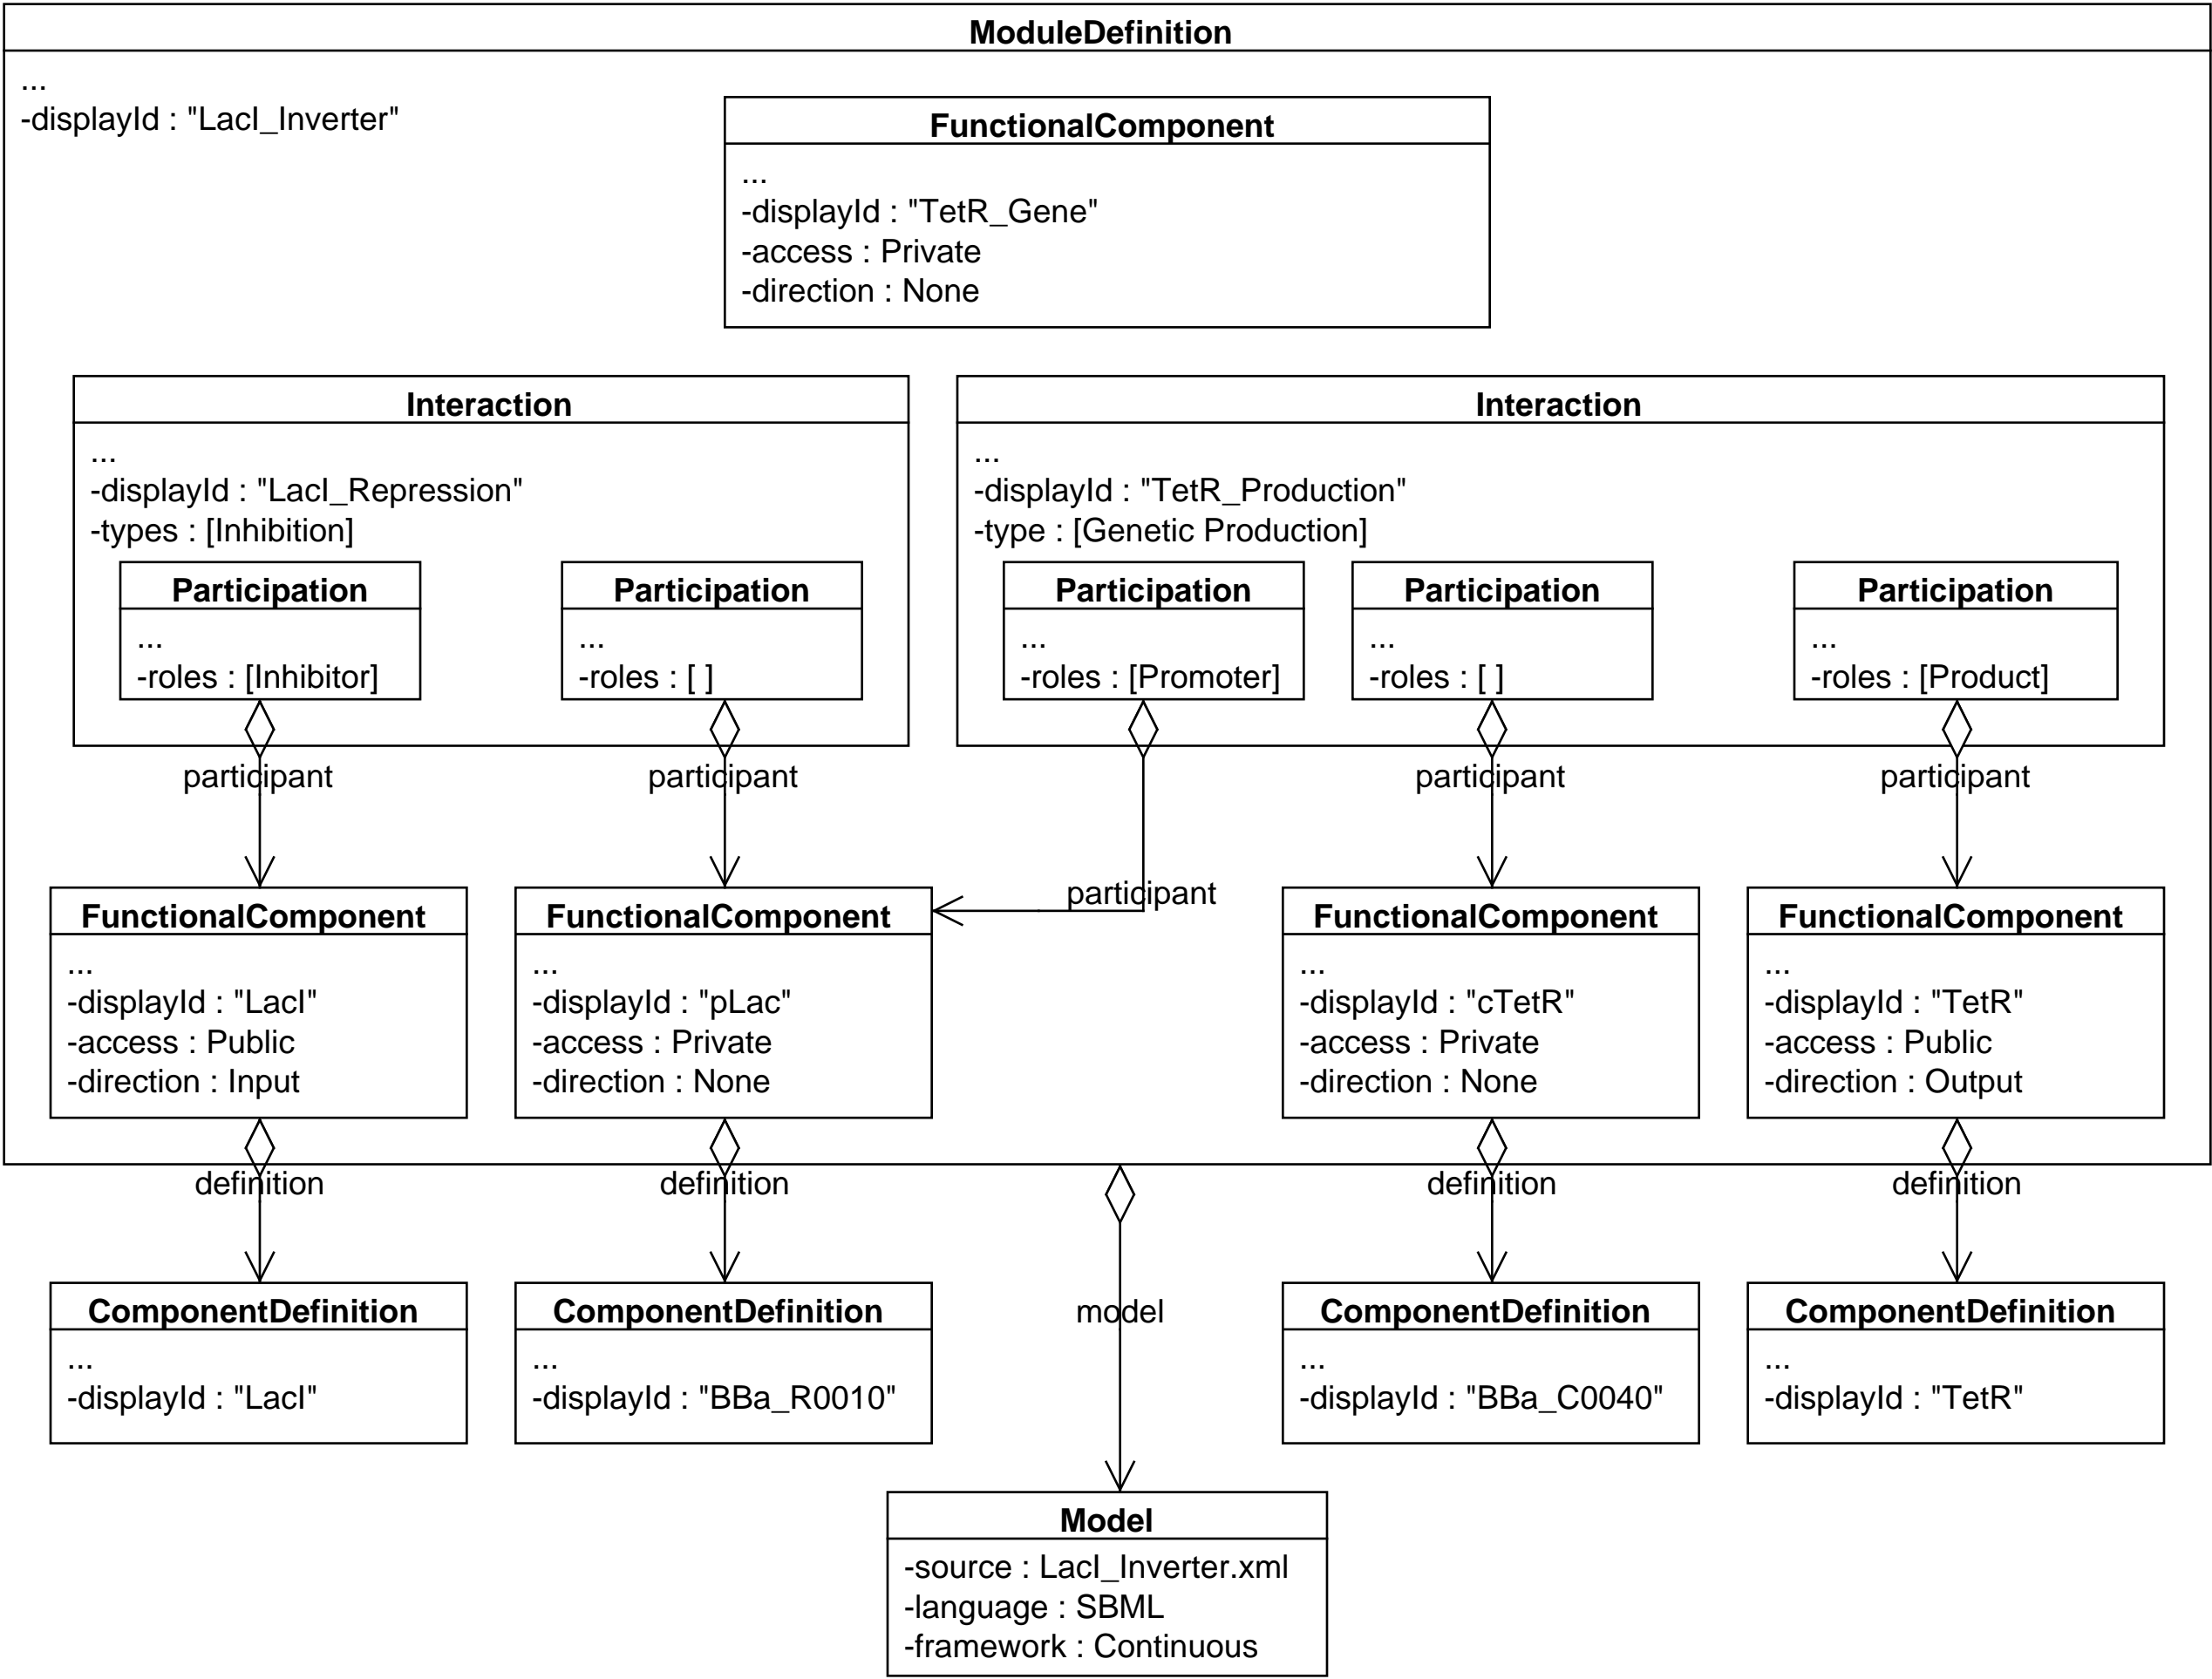 ModuleDefinition
...
-displayId : "LacI_Inverter"
FunctionalComponent
...
-displayId : "TetR_Gene"
-access : Private
-direction : None
Interaction
...
-displayId : "LacI_Repression"
-types : [Inhibition]
Participation
...
-roles : [Inhibitor]
Participation
...
-roles : [ ]
Interaction
...
-displayId : "TetR_Production"
-type : [Genetic Production]
Participation
...
-roles : [Promoter]
Participation
...
-roles : [ ]
Participation
...
-roles : [Product]
participant
participant
participant
participant
participant
FunctionalComponent
...
-displayId : "LacI"
-access : Public
-direction : Input
FunctionalComponent
...
-displayId : "pLac"
-access : Private
-direction : None
FunctionalComponent
...
-displayId : "cTetR"
-access : Private
-direction : None
FunctionalComponent
...
-displayId : "TetR"
-access : Public
-direction : Output
definition
definition
definition
definition
ComponentDefinition
...
-displayId : "LacI"
ComponentDefinition
...
-displayId : "BBa_R0010"
model
ComponentDefinition
...
-displayId : "BBa_C0040"
ComponentDefinition
...
-displayId : "TetR"
Model
-source : LacI_Inverter.xml
-language : SBML
-framework : Continuous